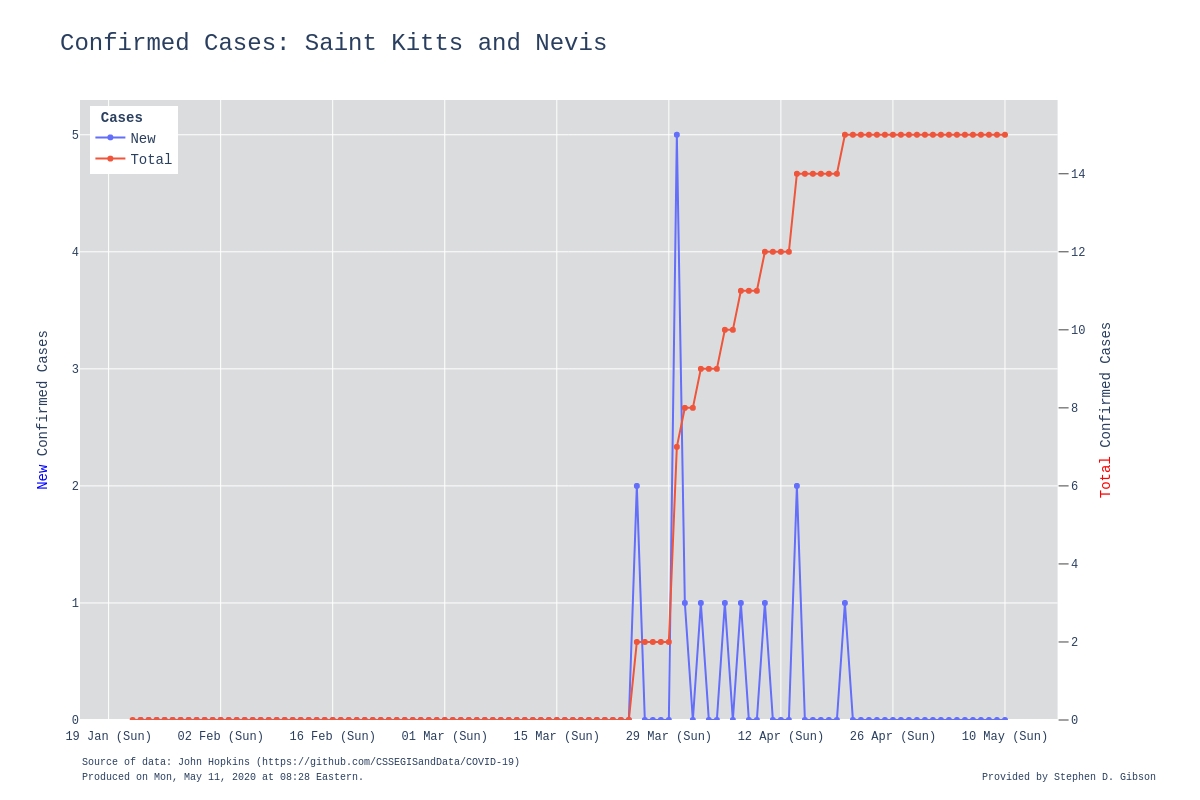 Confirmed Cases: Saint Kitts and Nevis
Cases
New
Total
5
4
3
2
1
0
New Confirmed Cases
14
12
10
8
6
4
2
0
Total Confirmed Cases
19 Jan (Sun) 02 Feb (Sun) 16 Feb (Sun) 01 Mar (Sun) 15 Mar (Sun) 29 Mar (Sun) 12 Apr (Sun) 26 Apr (Sun) 10 May (Sun)
Source of data: John Hopkins (https://github.com/CSSEGISandData/COVID-19)
Produced on Mon, May 11, 2020 at 08:28 Eastern.
Provided by Stephen D. Gibson